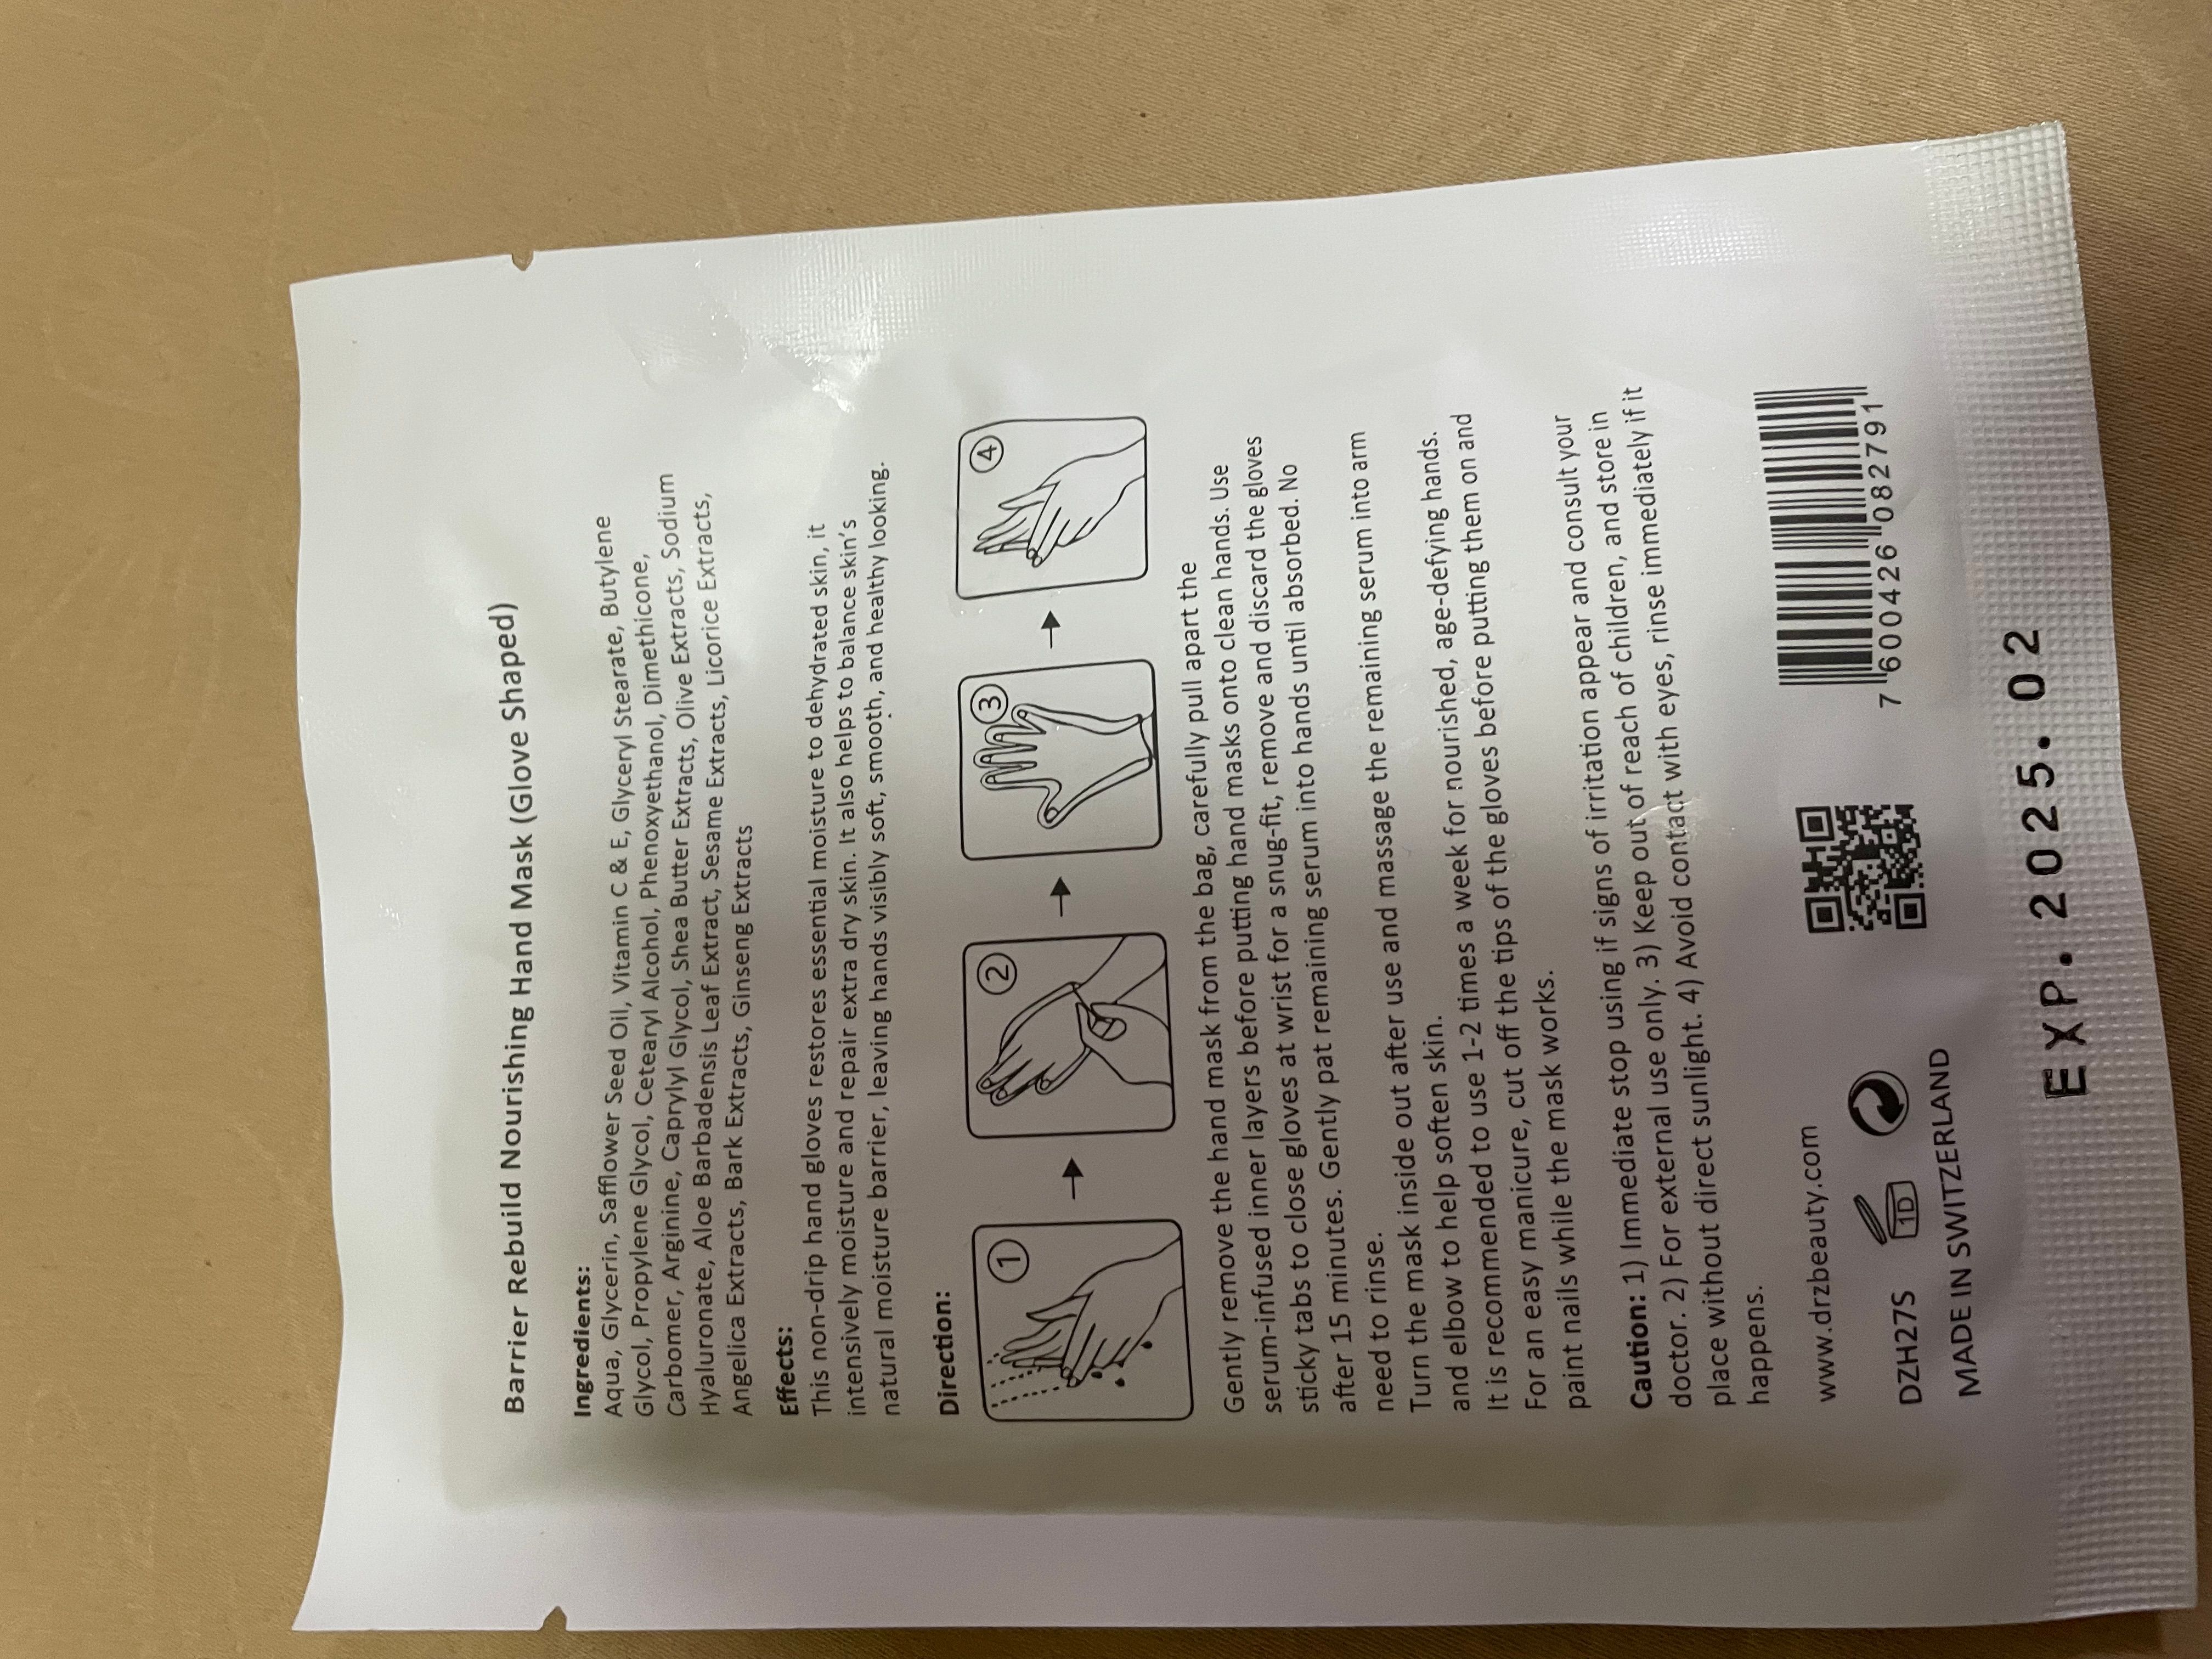 Barrier Rebuild Nourishing Hand Mask (Glove Shaped)
Ingredients:
Aqua, Glycerin, Safflower Seed Oil, Vitamin C & E, Glyceryl Stearate, Butylene
Glycol, Propylene Glycol, Cetearyl Alcohol, Phenoxyethanol, Dimethicone,
Carbomer, Arginine, Caprylyl Glycol, Shea Butter Extracts, Olive Extracts, Sodium
Hyaluronate, Aloe Barbadensis Leaf Extract, Sesame Extracts, Licorice Extracts,
Angelica Extracts, Bark Extracts, Ginseng Extracts
Effects:
This non-drip hand gloves restores essential moisture to dehydrated skin, it
intensively moisture and repair extra dry skin. It also helps to balance skin's
natural moisture barrier, leaving hands visibly soft, smooth, and healthy looking.
Direction:
1 2 3 4
Gently remove the hand mask from the bag, carefully pull apart the
serum-infused inner layers before putting hand masks onto clean hands. Use
sticky tabs to close gloves at wrist for a snug-fit, remove and discard the gloves
after 15 minutes. Gently pat remaining serum into hands until absorbed. No
need to rinse.
Turn the mask inside out after use and massage the remaining serum into arm
and elbow to help soften skin.
It is recommended to use 1-2 times a week for nourished, age-defying hands.
For an easy manicure, cut off the tips of the gloves before putting them on and
paint nails while the mask works.
Caution: 1) Immediate stop using if signs of irritation appear and consult your
doctor. 2) For external use only. 3) Keep out of reach of children, and store in
place without direct sunlight. 4) Avoid contact with eyes, rinse immediately if it
happens.
www.drzbeauty.com
DZH27S 1D
MADE IN SWITZERLAND
7 600426 082791
EXP. 2025. 02